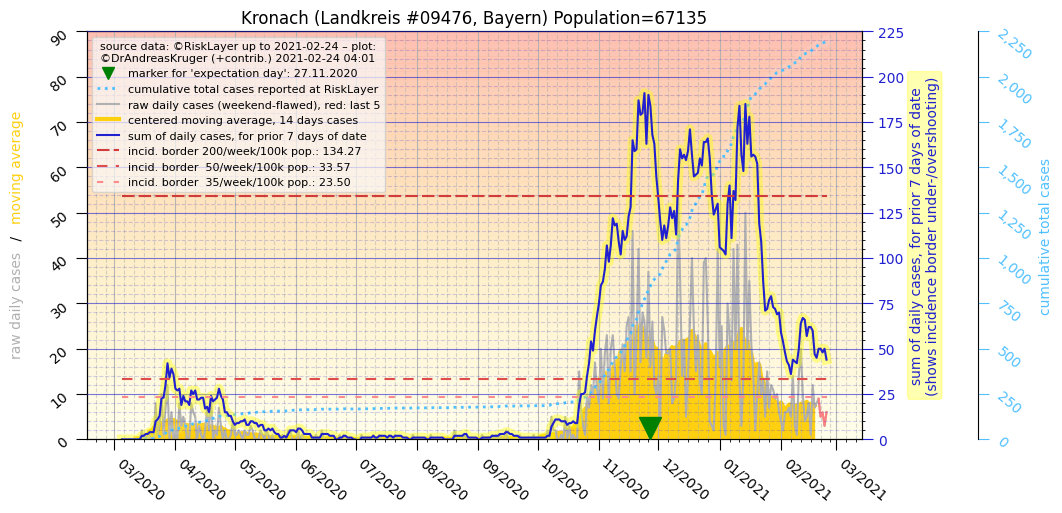 Kronach (Landkreis #09476, Bayern) Population=67135
source data: ©RiskLayer up to 2021-02-24 – plot:
©DrAndreasKruger (+contrib.) 2021-02-24 04:01
marker for 'expectation day': 27.11.2020
cumulative total cases reported at RiskLayer
raw daily cases (weekend-flawed), red: last 5
centered moving average, 14 days cases
sum of daily cases, for prior 7 days of date
incid. border 200/week/100k pop.: 134.27
incid. border  50/week/100k pop.: 33.57
incid. border  35/week/100k pop.: 23.50
raw daily cases / moving average
90
80
70
60
50
40
30
20
10
0
225
200
175
150
125
100
75
50
25
0
sum of daily cases, for prior 7 days of date
(shows incidence border under-/overshooting)
2,250
2,000
1,750
1,500
1,250
1,000
750
500
250
0
cumulative total cases
03/2020
04/2020
05/2020
06/2020
07/2020
08/2020
09/2020
10/2020
11/2020
12/2020
01/2021
02/2021
03/2021